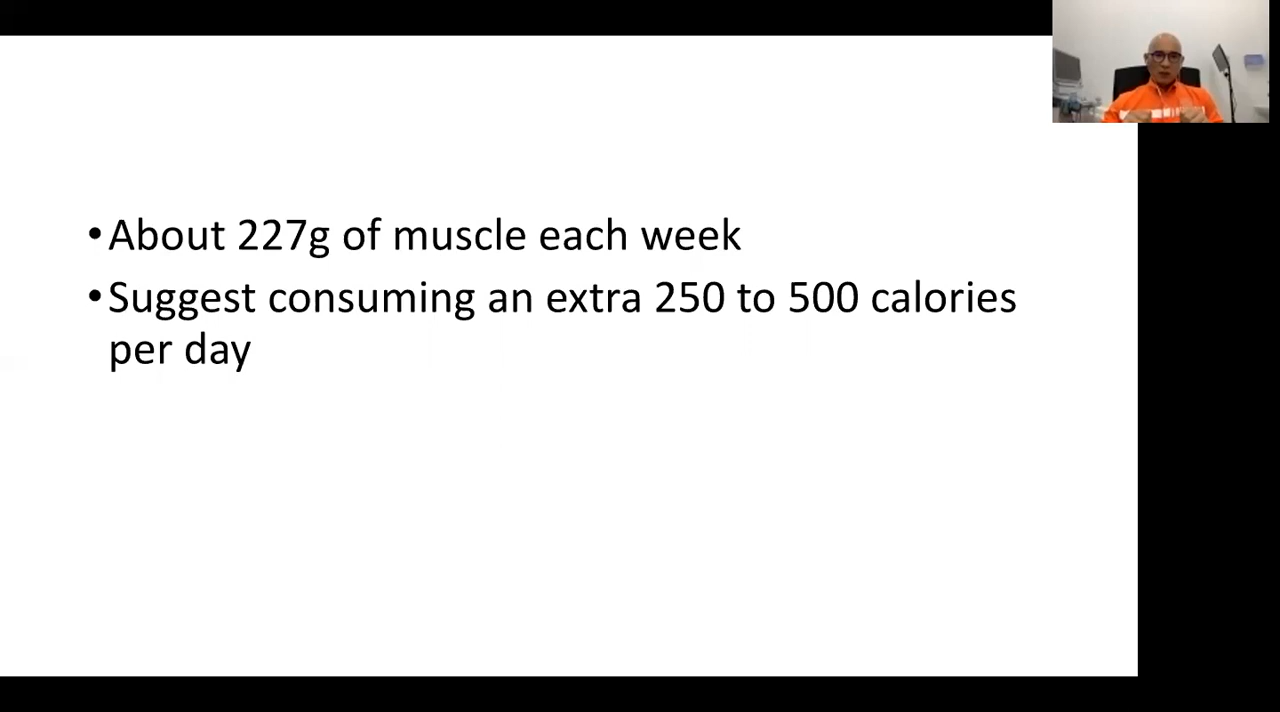 •About 227g of muscle each week
•Suggest consuming an extra 250 to 500 calories
per day